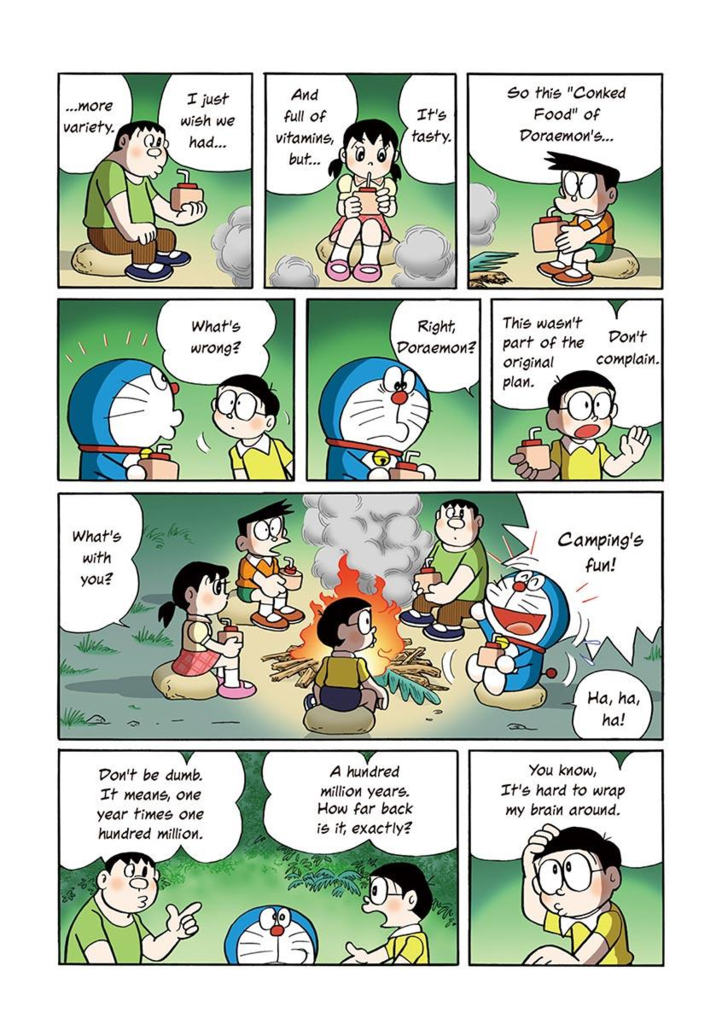 So this "Conked
Food" of
Doraemon's...
It's
tasty.
And
full of
vitamins,
but...
I just
wish we
had...
...more
variety.
Don't
complain.
This wasn't
part of the
original
plan.
Right,
Doraemon?
What's
wrong?
Camping's
fun!
Ha, ha,
ha!
What's
with
you?
You know,
It's hard to wrap
my brain around.
A hundred
million years.
How far back
is it, exactly?
Don't be dumb.
It means, one
year times one
hundred million.